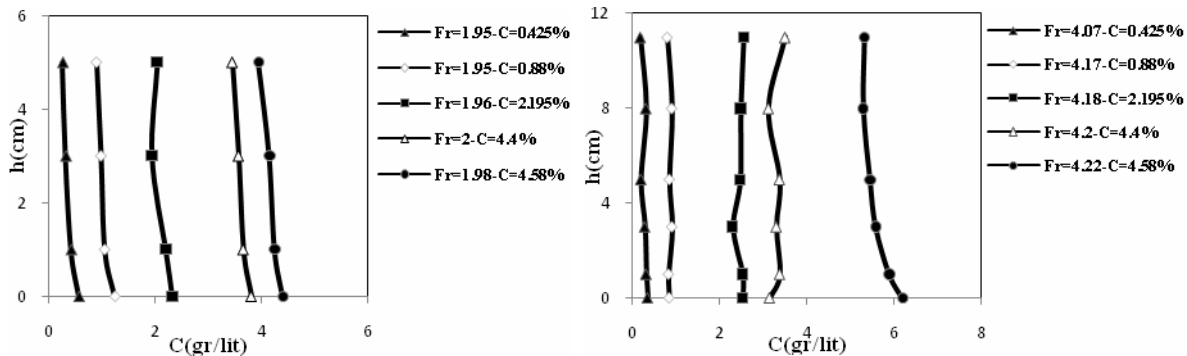 6
4
2
0
h(cm)
0 2 4 6
C(gr/lit)
Fr=1.95-C=0.425%
Fr=1.95-C=0.88%
Fr=1.96-C=2.195%
Fr=2-C=4.4%
Fr=1.98-C=4.58%
12
8
4
0
h(cm)
0 2 4 6 8
C(gr/lit)
Fr=4.07-C=0.425%
Fr=4.17-C=0.88%
Fr=4.18-C=2.195%
Fr=4.2-C=4.4%
Fr=4.22-C=4.58%